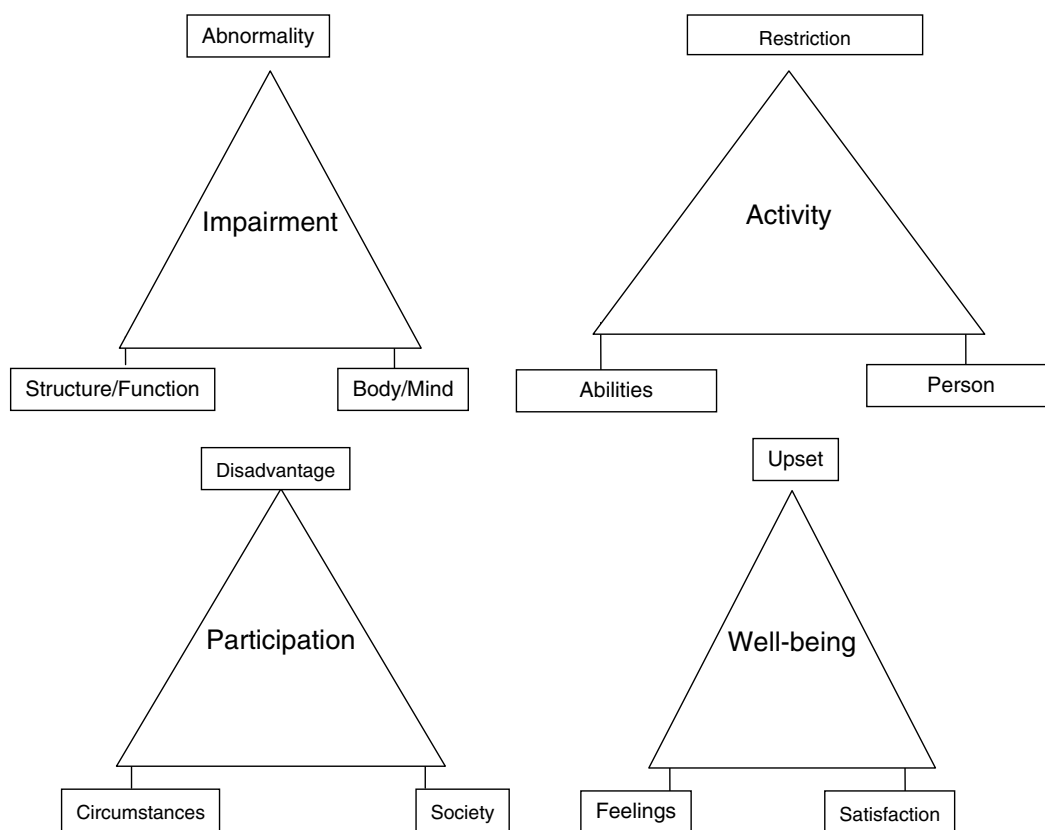 Abnormality
Restriction
Impairment
Activity
Structure/Function
Body/Mind
Abilities
Person
Disadvantage
Upset
Participation
Well-being
Circumstances
Society
Feelings
Satisfaction